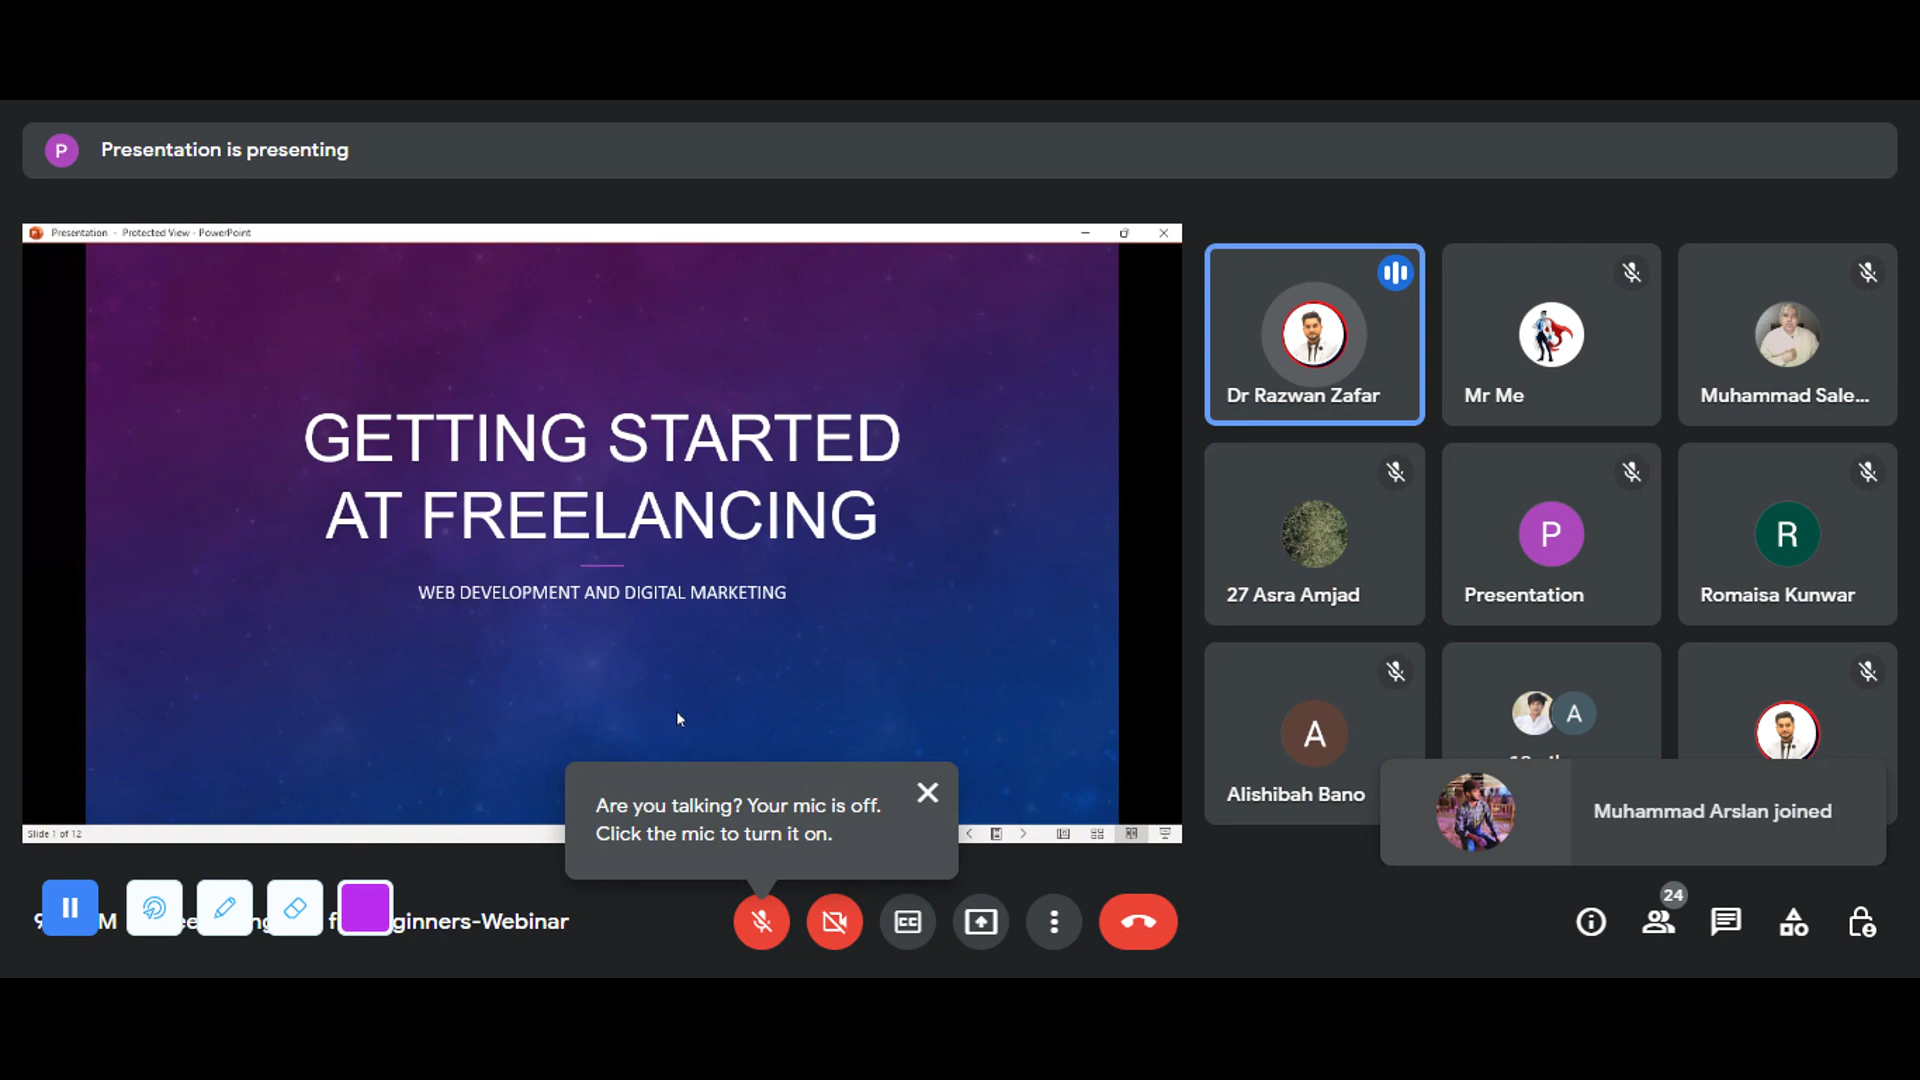 P Presentation is presenting
Presentation - Protected View - PowerPoint
GETTING STARTED
AT FREELANCING
WEB DEVELOPMENT AND DIGITAL MARKETING
Slide 1 of 12
Dr Razwan Zafar
Mr Me
Muhammad Sale...
27 Asra Amjad
P
Presentation
R
Romaisa Kunwar
A
Alishibah Bano
A
Muhammad Arslan joined
Are you talking? Your mic is off.
Click the mic to turn it on.
ginners-Webinar
CC
24